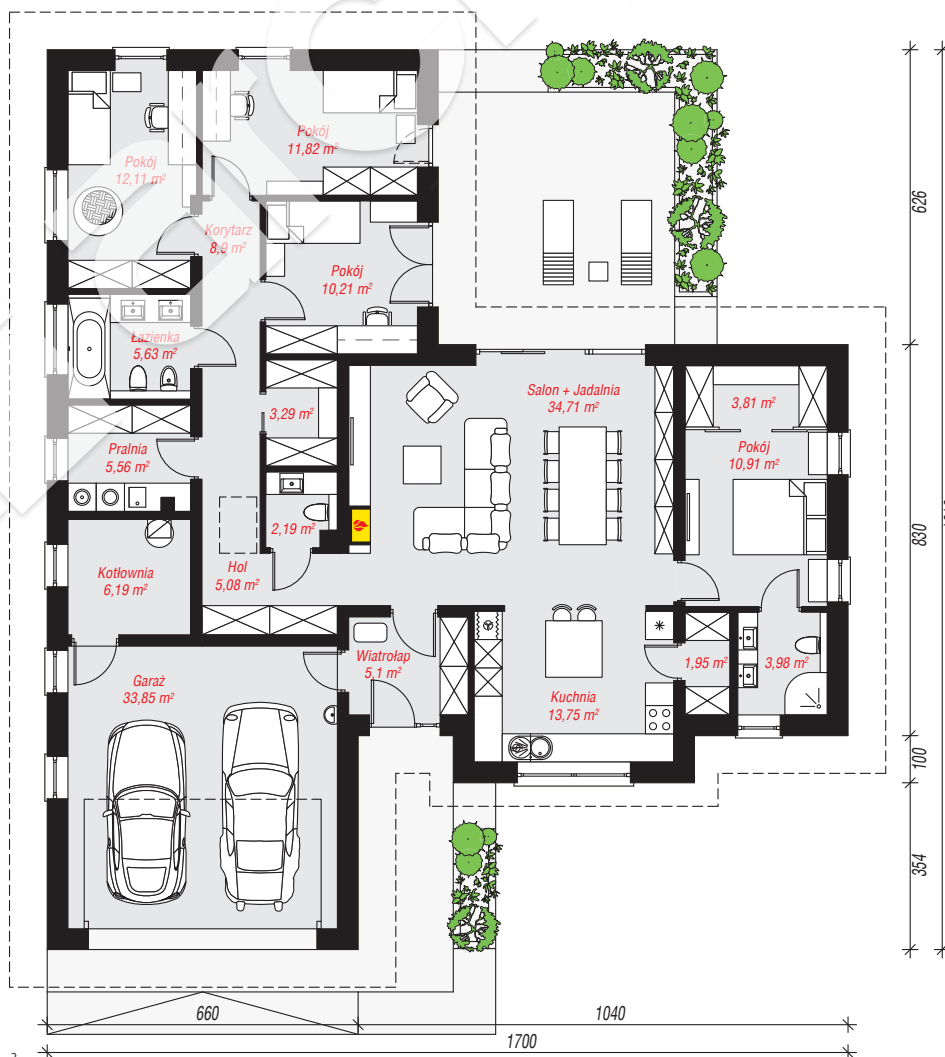 Pokój
12,11 m²
Pokój
11,82 m²
Korytarz
8,9 m²
Pokój
10,21 m²
Łazienka
5,63 m²
3,29 m²
Salon + Jadalnia
34,71 m²
3,81 m²
Pokój
10,91 m²
Pralnia
5,56 m²
2,19 m²
Hol
5,08 m²
Kotłownia
6,19 m²
Wiatrołap
5,1 m²
Garaż
33,85 m²
Kuchnia
13,75 m²
1,95 m²
3,98 m²
626
830
100
354
660
1040
1700